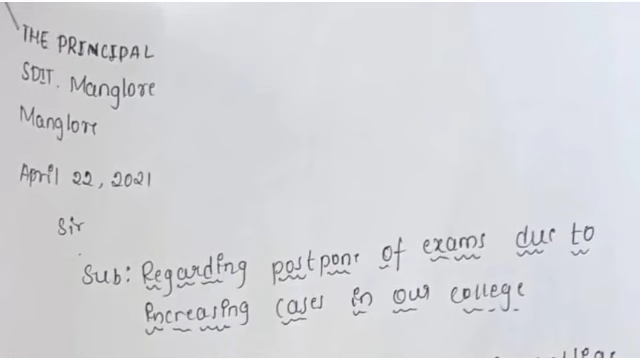 THE PRINCIPAL
SDIT. Manglore
Manglore
April 22, 2021
Sir
Sub: Regarding postpone of exams due to
increasing cases in our college